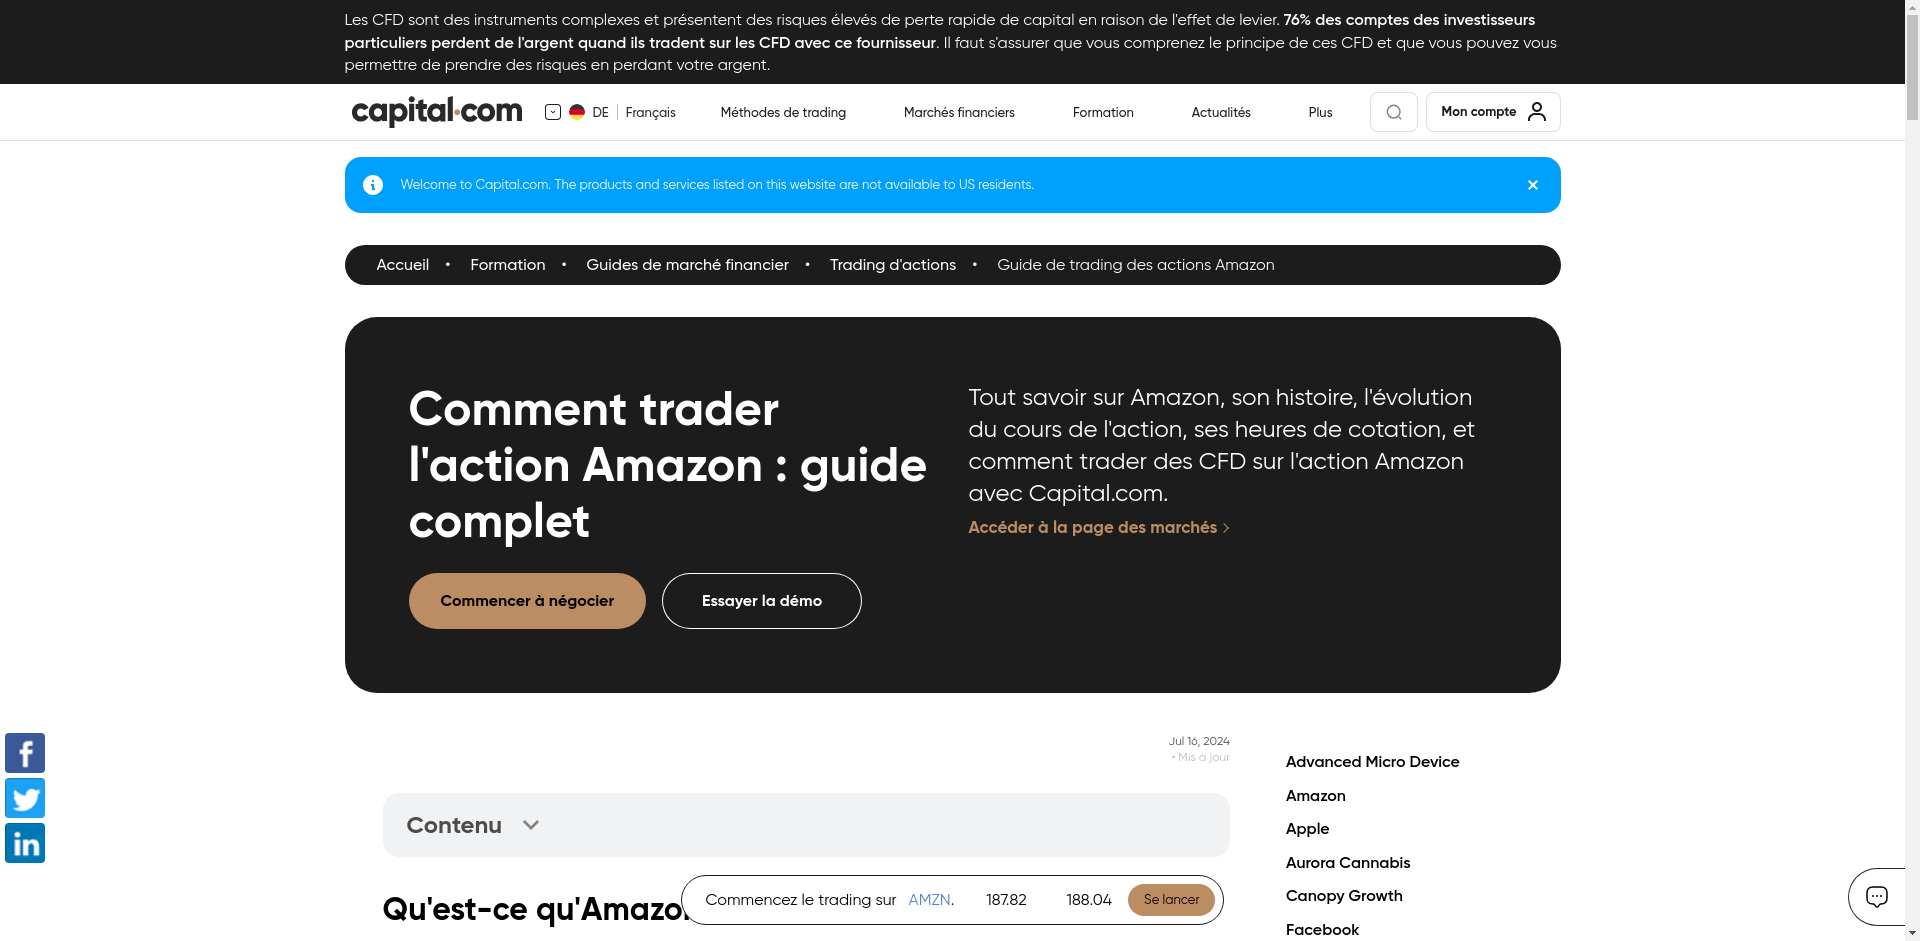 Les CFD sont des instruments complexes et présentent des risques élevés de perte rapide de capital en raison de l'effet de levier. 76% des comptes des investisseurs
particuliers perdent de l'argent quand ils tradent sur les CFD avec ce fournisseur. Il faut s'assurer que vous comprenez le principe de ces CFD et que vous pouvez vous
permettre de prendre des risques en perdant votre argent.
capital.com DE Français Méthodes de trading Marchés financiers Formation Actualités Plus Mon compte
Welcome to Capital.com. The products and services listed on this website are not available to US residents.
Accueil • Formation • Guides de marché financier • Trading d'actions • Guide de trading des actions Amazon
Comment trader
l'action Amazon : guide
complet
Commencer à négocier Essayer la démo
Tout savoir sur Amazon, son histoire, l'évolution
du cours de l'action, ses heures de cotation, et
comment trader des CFD sur l'action Amazon
avec Capital.com.
Accéder à la page des marchés
Jul 16, 2024
• Mis à jour
Contenu
Qu'est-ce qu'Amazon
Commencez le trading sur AMZN. 187.82 188.04 Se lancer
Advanced Micro Device
Amazon
Apple
Aurora Cannabis
Canopy Growth
Facebook